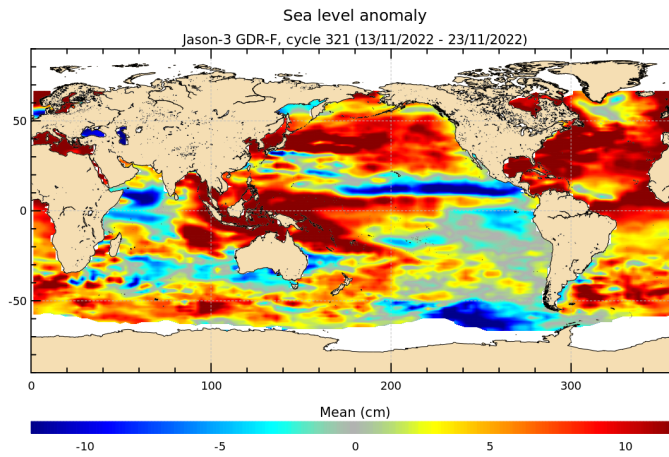 Sea level anomaly
Jason-3 GDR-F, cycle 321 (13/11/2022 - 23/11/2022)
50
0
-50
0 100 200 300
Mean (cm)
-10 -5 0 5 10